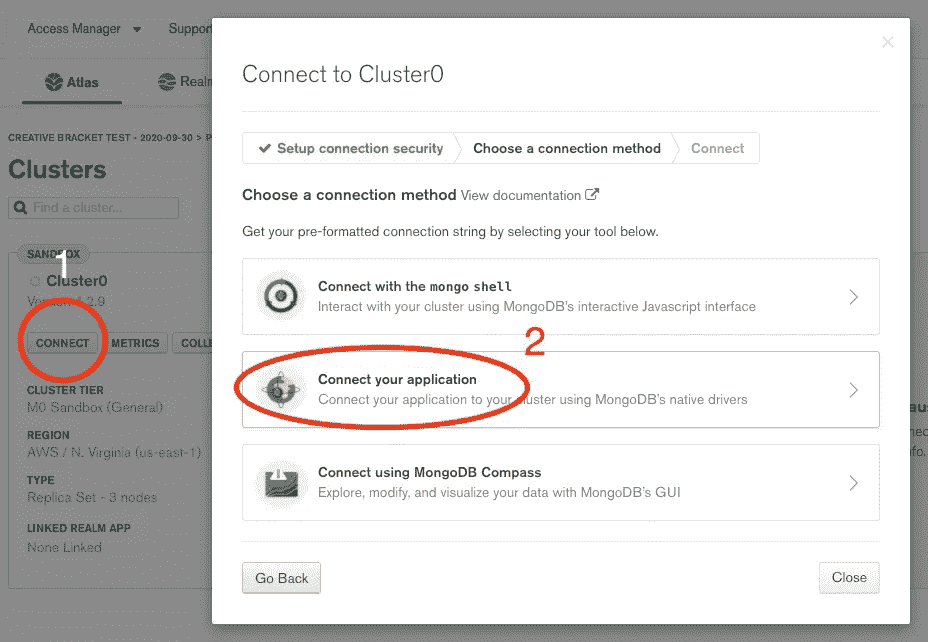 Access Manager
Suppor
Atlas
Realm
CREATIVE BRACKET TEST - 2020-09-30 > P
Clusters
Find a cluster...
SANDBOX
1
Cluster0
CONNECT
METRICS
COLLE
CLUSTER TIER
M0 Sandbox (General)
REGION
AWS / N. Virginia (us-east-1)
TYPE
Replica Set - 3 nodes
LINKED REALM APP
None Linked
Connect to Cluster0
Setup connection security
Choose a connection method
Connect
Choose a connection method View documentation
Get your pre-formatted connection string by selecting your tool below.
Connect with the mongo shell
Interact with your cluster using MongoDB's interactive Javascript interface
2
Connect your application
Connect your application to your cluster using MongoDB's native drivers
Connect using MongoDB Compass
Explore, modify, and visualize your data with MongoDB's GUI
Go Back
Close